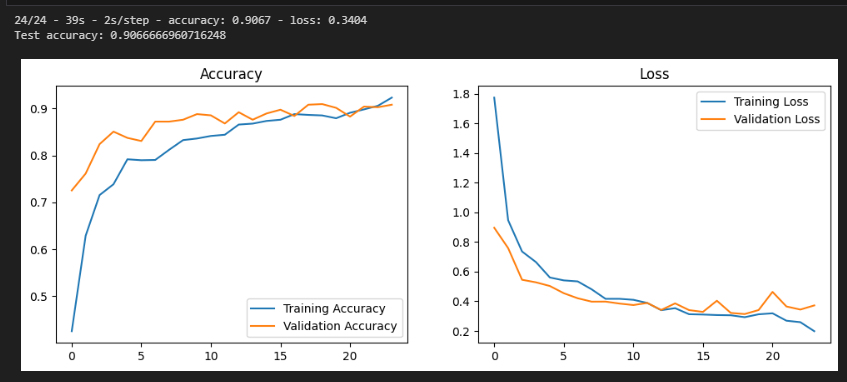 24/24 - 39s - 2s/step - accuracy: 0.9067 - loss: 0.3404
Test accuracy: 0.9066666960716248
Accuracy
0.9
0.8
0.7
0.6
0.5
0 5 10 15 20
Training Accuracy
Validation Accuracy
Loss
1.8
1.6
1.4
1.2
1.0
0.8
0.6
0.4
0.2
0 5 10 15 20
Training Loss
Validation Loss